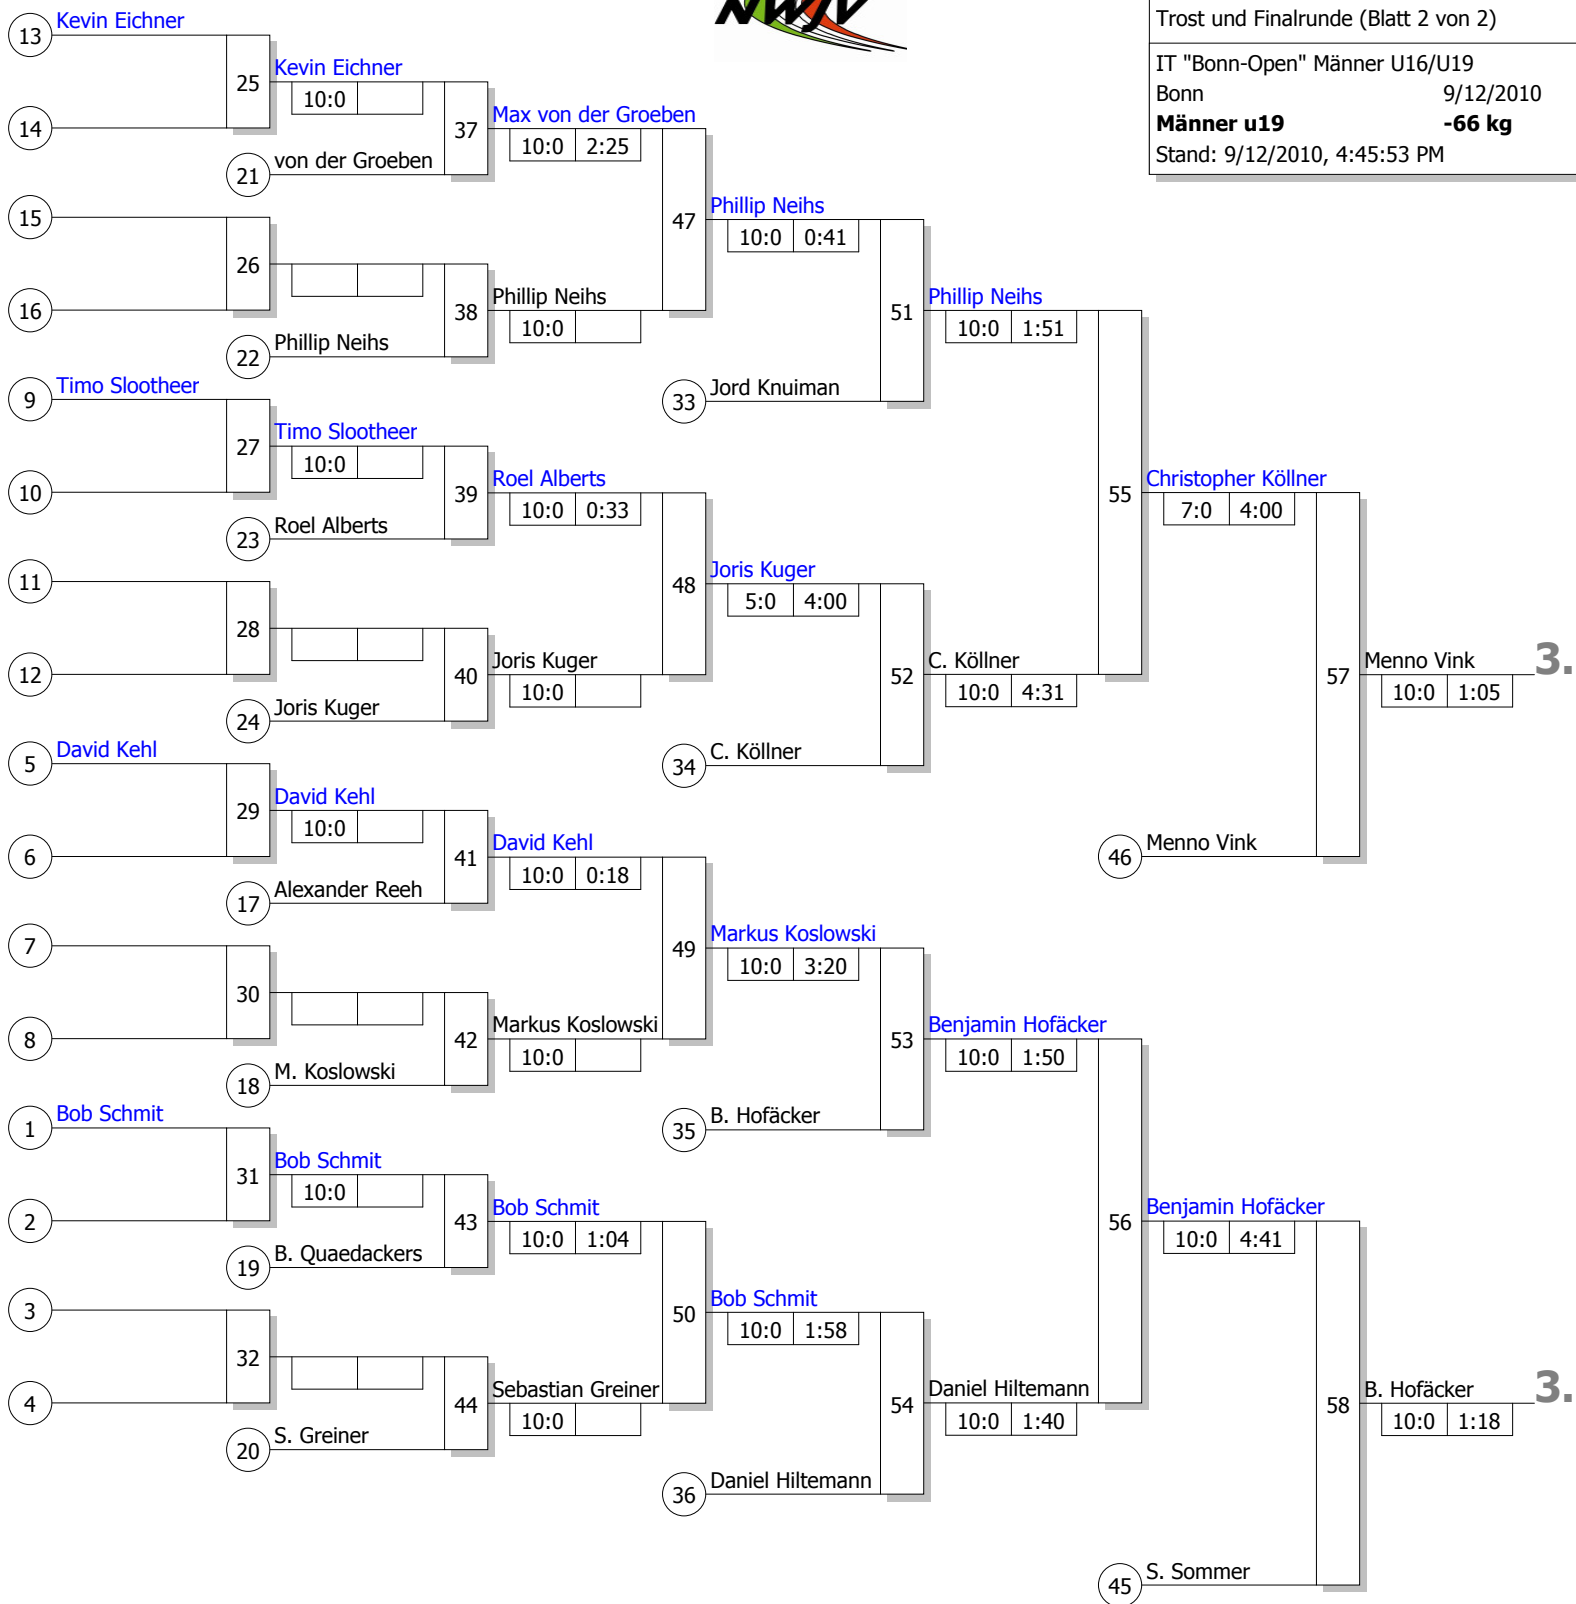 NWJV
Trost und Finalrunde (Blatt 2 von 2)
IT "Bonn-Open" Männer U16/U19
Bonn 9/12/2010
Männer u19 -66 kg
Stand: 9/12/2010, 4:45:53 PM
13 Kevin Eichner
25 Kevin Eichner
10:0
14
37 Max von der Groeben
10:0 2:25
21 von der Groeben
15
47 Phillip Neihs
10:0 0:41
26
16
38 Phillip Neihs
10:0
22 Phillip Neihs
51 Phillip Neihs
10:0 1:51
33 Jord Knuiman
9 Timo Slootheer
27 Timo Slootheer
10:0
10
39 Roel Alberts
10:0 0:33
23 Roel Alberts
55 Christopher Köllner
7:0 4:00
11
48 Joris Kuger
5:0 4:00
28
12
40 Joris Kuger
10:0
24 Joris Kuger
52 C. Köllner
10:0 4:31
34 C. Köllner
57 Menno Vink 3.
10:0 1:05
5 David Kehl
29 David Kehl
10:0
6
41 David Kehl
10:0 0:18
17 Alexander Reeh
46 Menno Vink
7
49 Markus Koslowski
10:0 3:20
30
8
42 Markus Koslowski
10:0
18 M. Koslowski
53 Benjamin Hofäcker
10:0 1:50
35 B. Hofäcker
1 Bob Schmit
31 Bob Schmit
10:0
2
43 Bob Schmit
10:0 1:04
19 B. Quaedackers
56 Benjamin Hofäcker
10:0 4:41
3
50 Bob Schmit
10:0 1:58
32
4
44 Sebastian Greiner
10:0
20 S. Greiner
54 Daniel Hiltemann
10:0 1:40
36 Daniel Hiltemann
58 B. Hofäcker 3.
10:0 1:18
45 S. Sommer